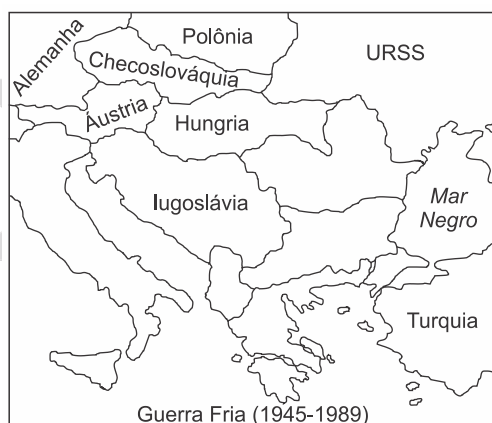 Alemanha
Polônia
URSS
Checoslováquia
Áustria
Hungria
Iugoslávia
Mar
Negro
Turquia
Guerra Fria (1945-1989)